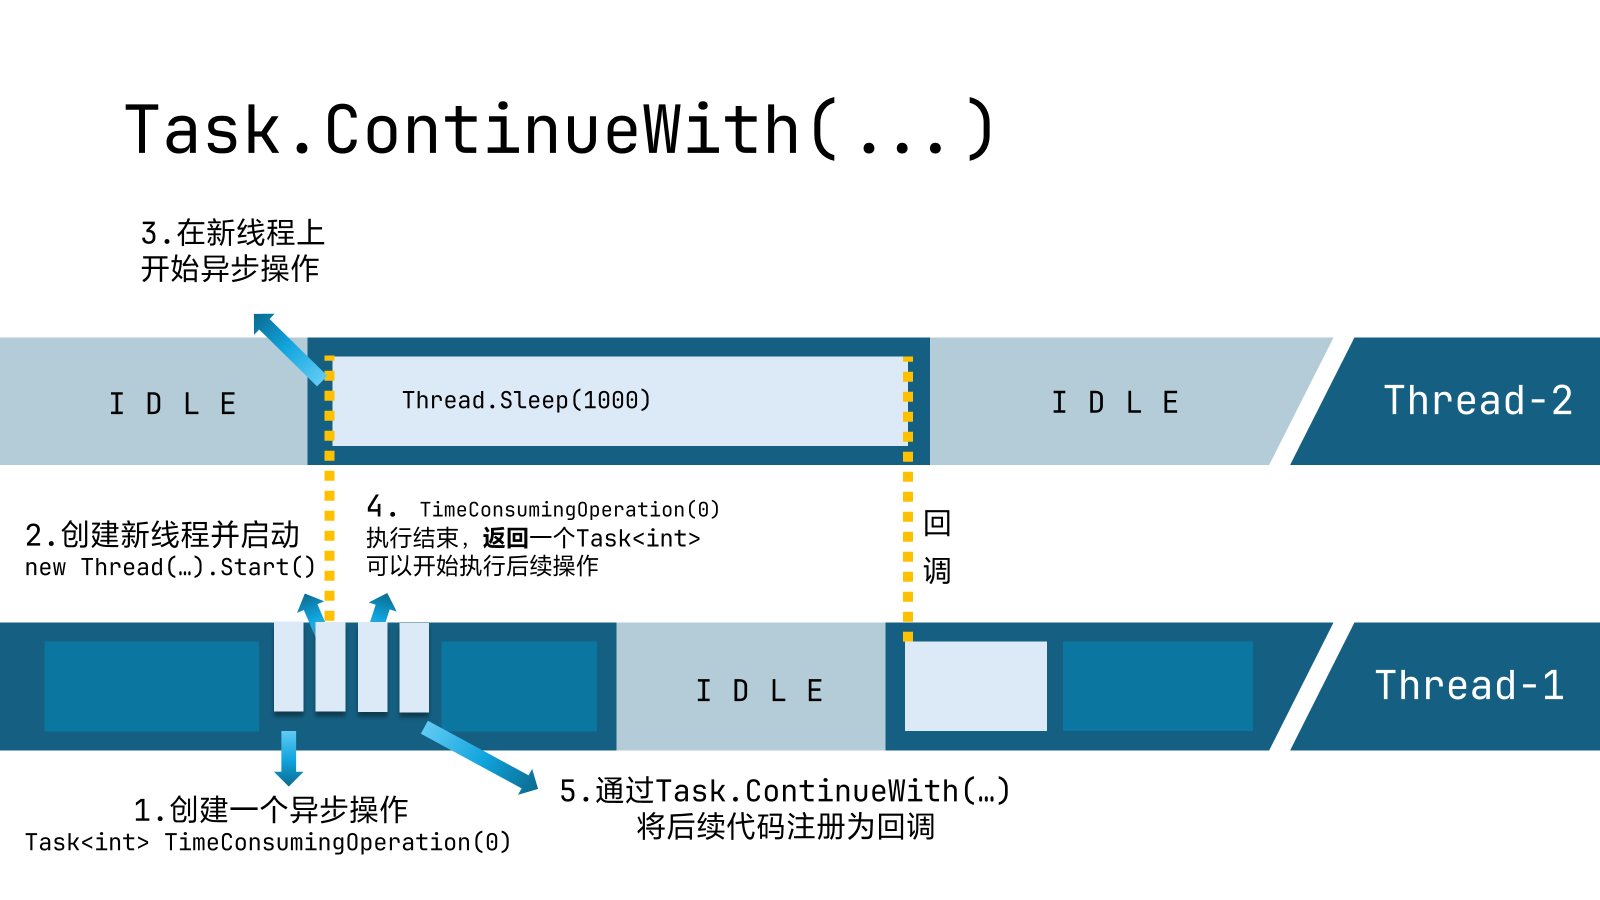 Task.ContinueWith(...)
3.在新线程上
开始异步操作
I D L E
Thread.Sleep(1000)
I D L E
Thread-2
2.创建新线程并启动
new Thread(…).Start()
4. TimeConsumingOperation(0)
执行结束，返回一个Task<int>
可以开始执行后续操作
回
调
I D L E
Thread-1
1.创建一个异步操作
Task<int> TimeConsumingOperation(0)
5.通过Task.ContinueWith(…)
将后续代码注册为回调